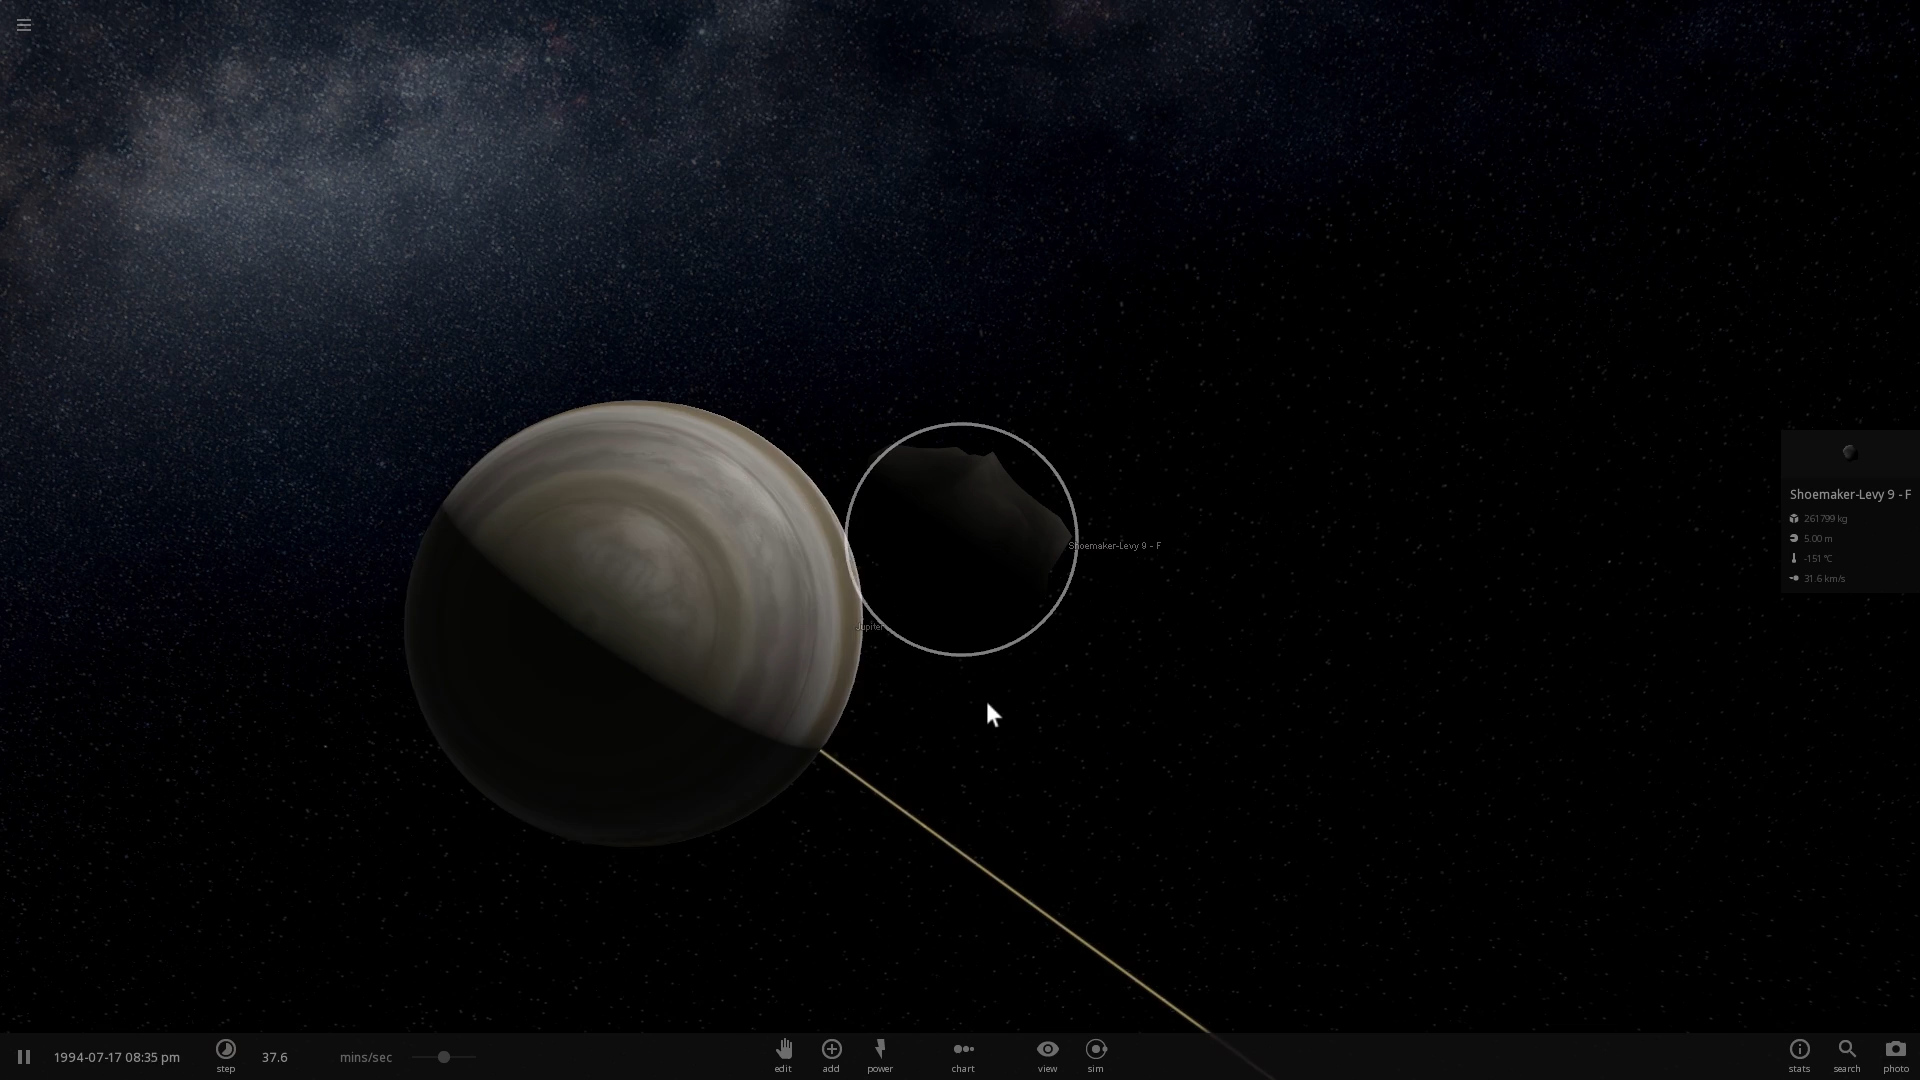 Shoemaker-Levy 9 - F
Jupiter
Shoemaker-Levy 9 - F
261799 kg
5.00 m
-151 °C
31.6 km/s
1994-07-17 08:35 pm
step
37.6
mins/sec
edit
add
power
chart
view
sim
stats
search
photo